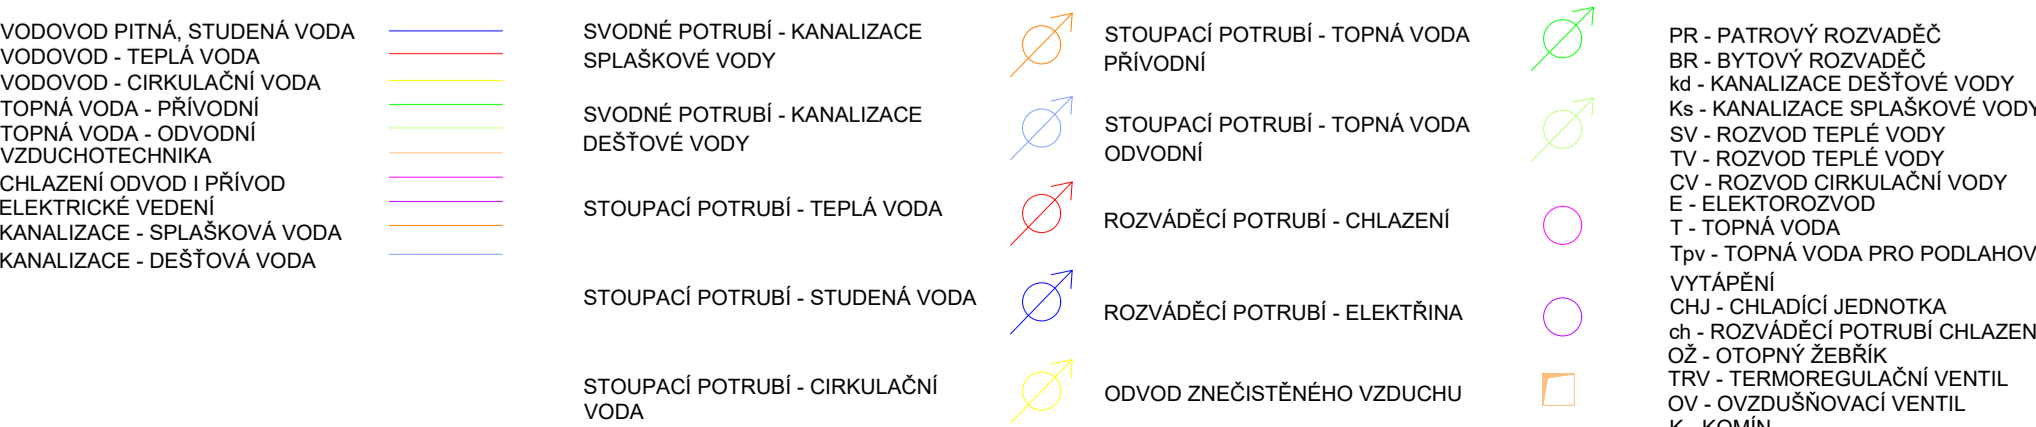 VODOVOD PITNÁ, STUDENÁ VODA
VODOVOD - TEPLÁ VODA
VODOVOD - CIRKULAČNÍ VODA
TOPNÁ VODA - PŘÍVODNÍ
TOPNÁ VODA - ODVODNÍ
VZDUCHOTECHNIKA
CHLAZENÍ ODVOD I PŘÍVOD
ELEKTRICKÉ VEDENÍ
KANALIZACE - SPLAŠKOVÁ VODA
KANALIZACE - DEŠŤOVÁ VODA
SVODNÉ POTRUBÍ - KANALIZACE
SPLAŠKOVÉ VODY
SVODNÉ POTRUBÍ - KANALIZACE
DEŠŤOVÉ VODY
STOUPACÍ POTRUBÍ - TEPLÁ VODA
STOUPACÍ POTRUBÍ - STUDENÁ VODA
STOUPACÍ POTRUBÍ - CIRKULAČNÍ
VODA
STOUPACÍ POTRUBÍ - TOPNÁ VODA
PŘÍVODNÍ
STOUPACÍ POTRUBÍ - TOPNÁ VODA
ODVODNÍ
ROZVÁDĚCÍ POTRUBÍ - CHLAZENÍ
ROZVÁDĚCÍ POTRUBÍ - ELEKTŘINA
ODVOD ZNEČISTĚNÉHO VZDUCHU
PR - PATROVÝ ROZVADĚČ
BR - BYTOVÝ ROZVADĚČ
kd - KANALIZACE DEŠŤOVÉ VODY
Ks - KANALIZACE SPLAŠKOVÉ VODY
SV - ROZVOD TEPLÉ VODY
TV - ROZVOD TEPLÉ VODY
CV - ROZVOD CIRKULAČNÍ VODY
E - ELEKTOROZVOD
T - TOPNÁ VODA
Tpv - TOPNÁ VODA PRO PODLAHOV
VYTÁPĚNÍ
CHJ - CHLADÍCÍ JEDNOTKA
ch - ROZVÁDĚCÍ POTRUBÍ CHLAZEN
OŽ - OTOPNÝ ŽEBŘÍK
TRV - TERMOREGULAČNÍ VENTIL
OV - OVZDUŠŇOVACÍ VENTIL
K - KOMÍN